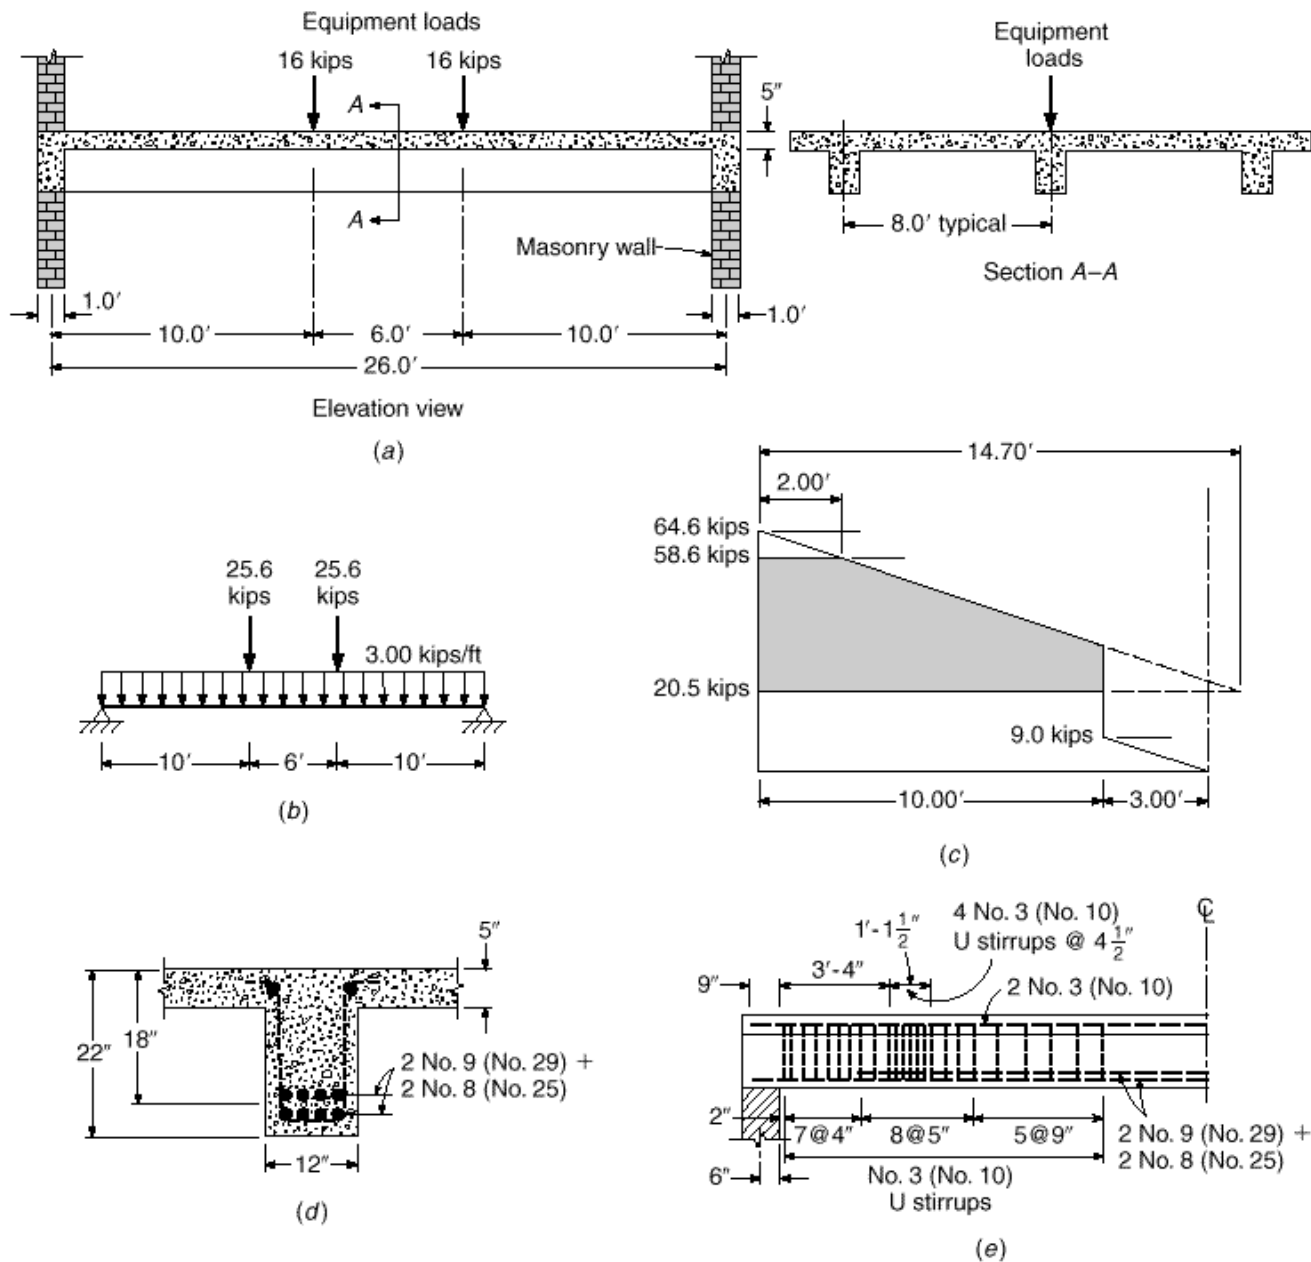 Equipment loads
16 kips
16 kips
A
A
Masonry wall
1.0′
1.0′
10.0′
6.0′
10.0′
26.0′
Elevation view
(a)
Equipment
loads
5″
8.0′ typical
Section A–A
25.6
kips
25.6
kips
3.00 kips/ft
10′
6′
10′
(b)
14.70′
2.00′
64.6 kips
58.6 kips
20.5 kips
9.0 kips
10.00′
3.00′
(c)
5″
22″
18″
2 No. 9 (No. 29) +
2 No. 8 (No. 25)
12″
(d)
4 No. 3 (No. 10)
U stirrups @ 4 1/2″
1′-1 1/2″
℄
9″
3′-4″
2 No. 3 (No. 10)
2″
7@4″
8@5″
5@9″
2 No. 9 (No. 29) +
2 No. 8 (No. 25)
6″
No. 3 (No. 10)
U stirrups
(e)